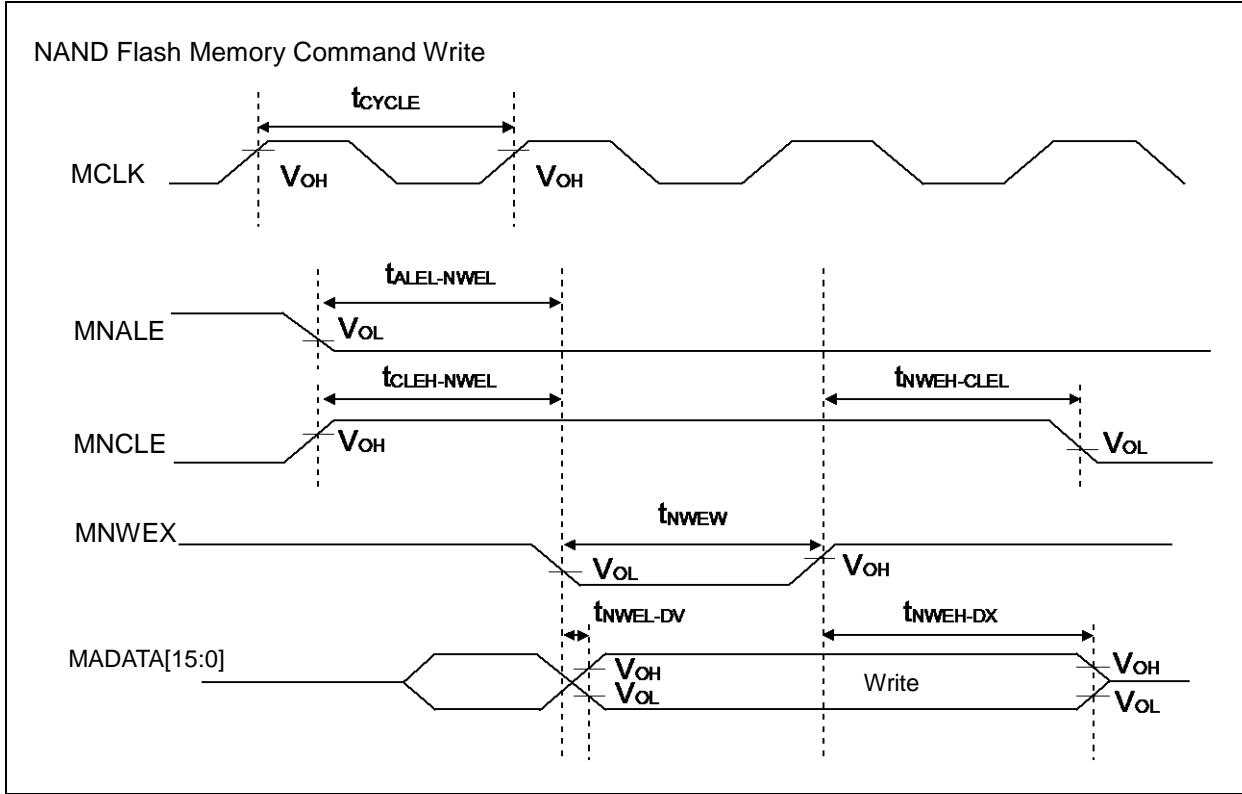 NAND Flash Memory Command Write
tCYCLE
MCLK
VOH
VOH
tALEL-NWEL
MNALE
VOL
tCLEH-NWEL
tNWEH-CLEL
MNCLE
VOH
VOL
tNWEW
MNWEX
VOL
VOH
tNWEL-DV
tNWEH-DX
MADATA[15:0]
VOH
VOL
Write
VOH
VOL